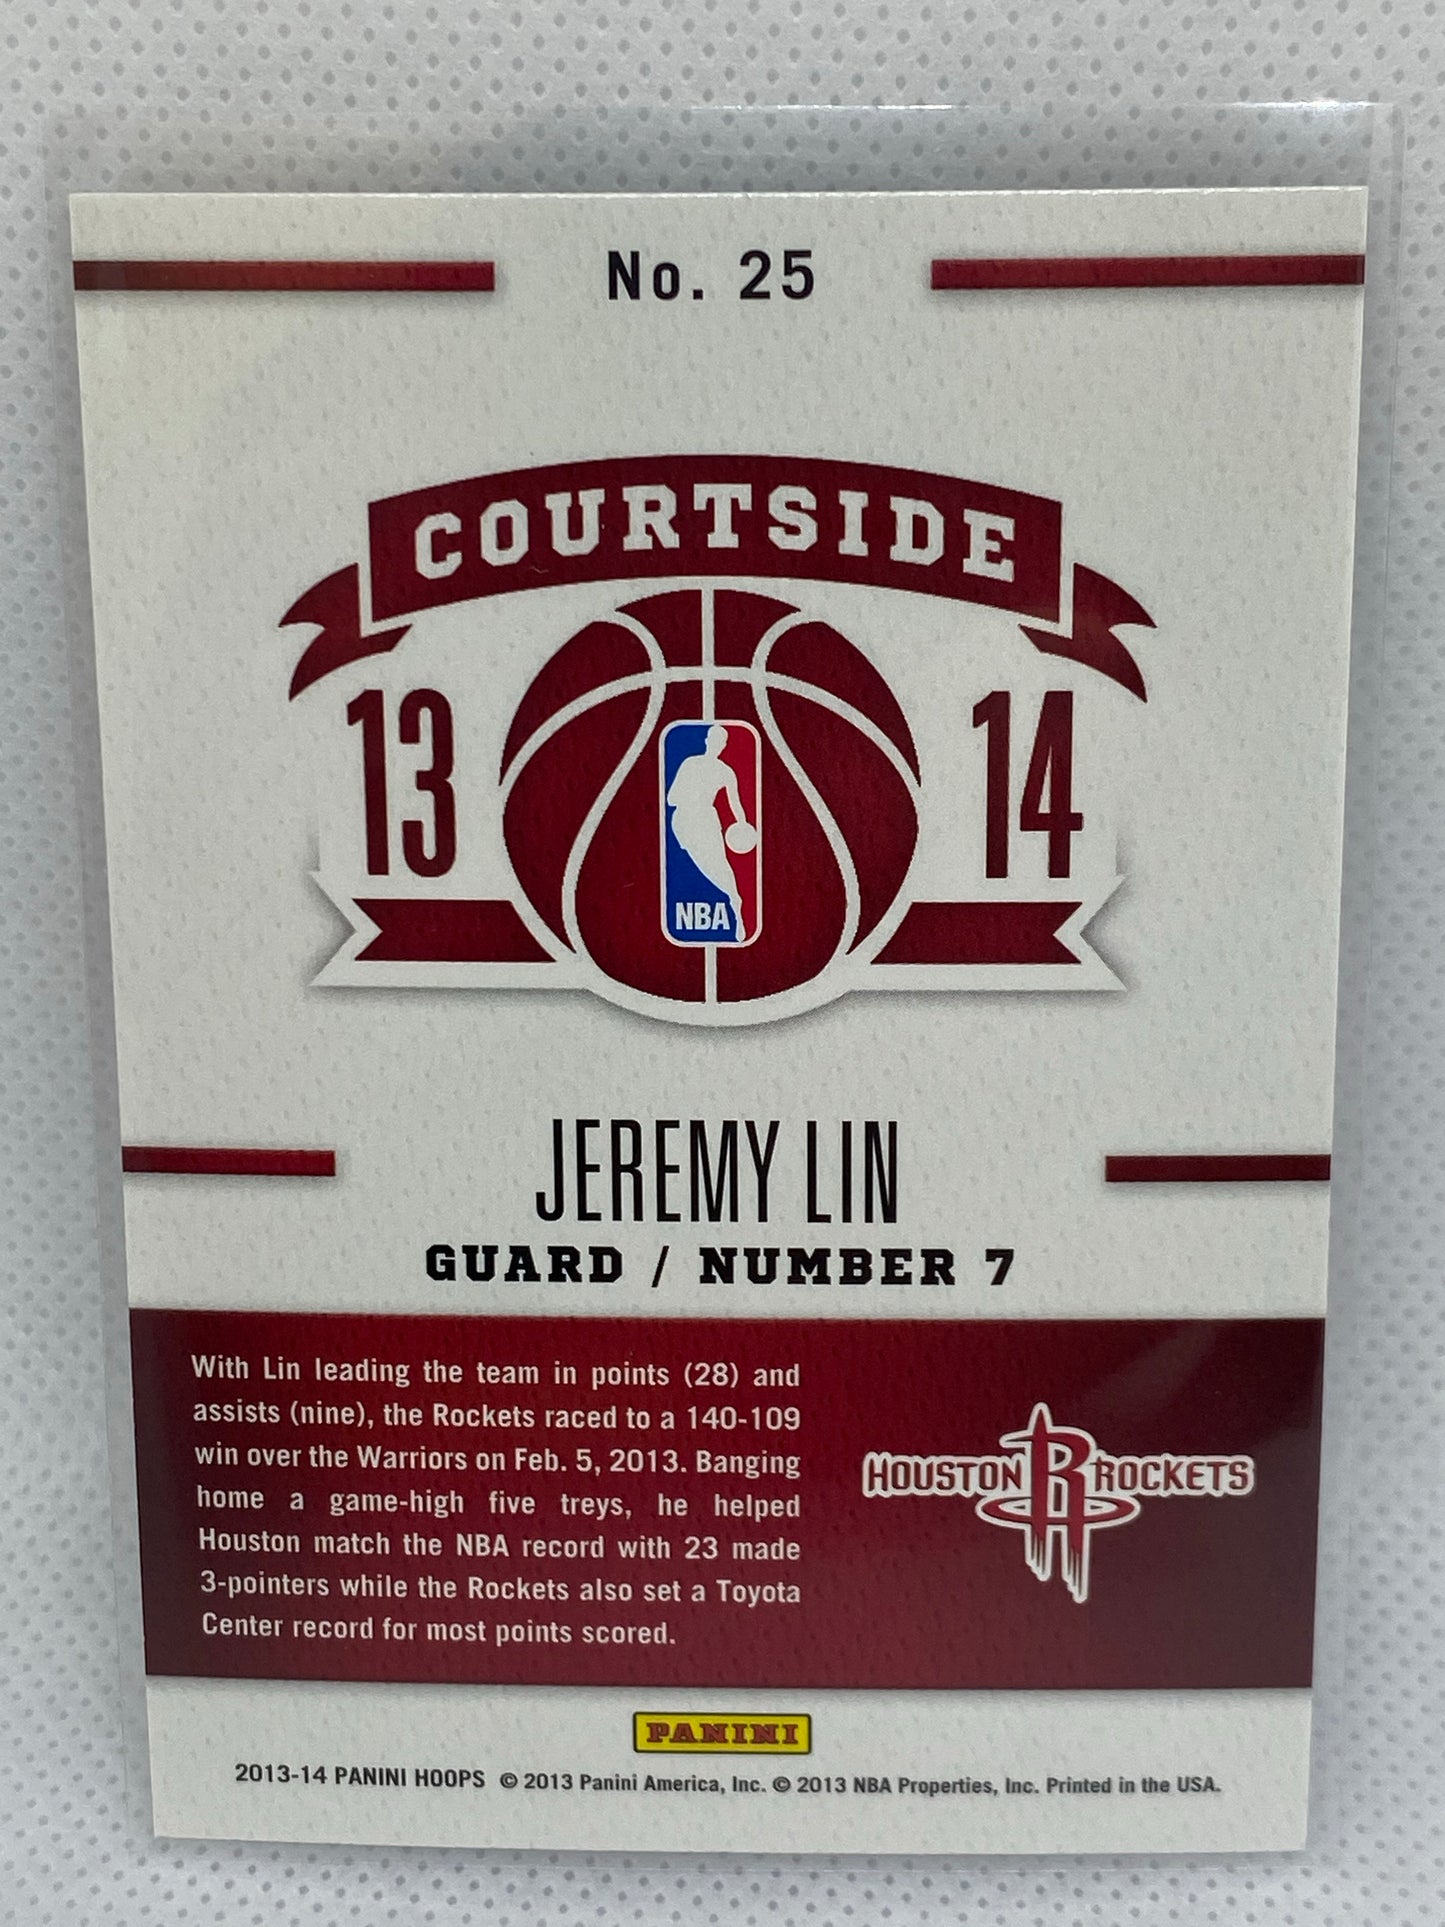 No. 25
COURTSIDE
13 14
NBA
JEREMY LIN
GUARD / NUMBER 7
With Lin leading the team in points (28) and
assists (nine), the Rockets raced to a 140-109
win over the Warriors on Feb. 5, 2013. Banging
home a game-high five treys, he helped
Houston match the NBA record with 23 made
3-pointers while the Rockets also set a Toyota
Center record for most points scored.
HOUSTON R ROCKETS
PANINI
2013-14 PANINI HOOPS © 2013 Panini America, Inc. © 2013 NBA Properties, Inc. Printed in the USA.